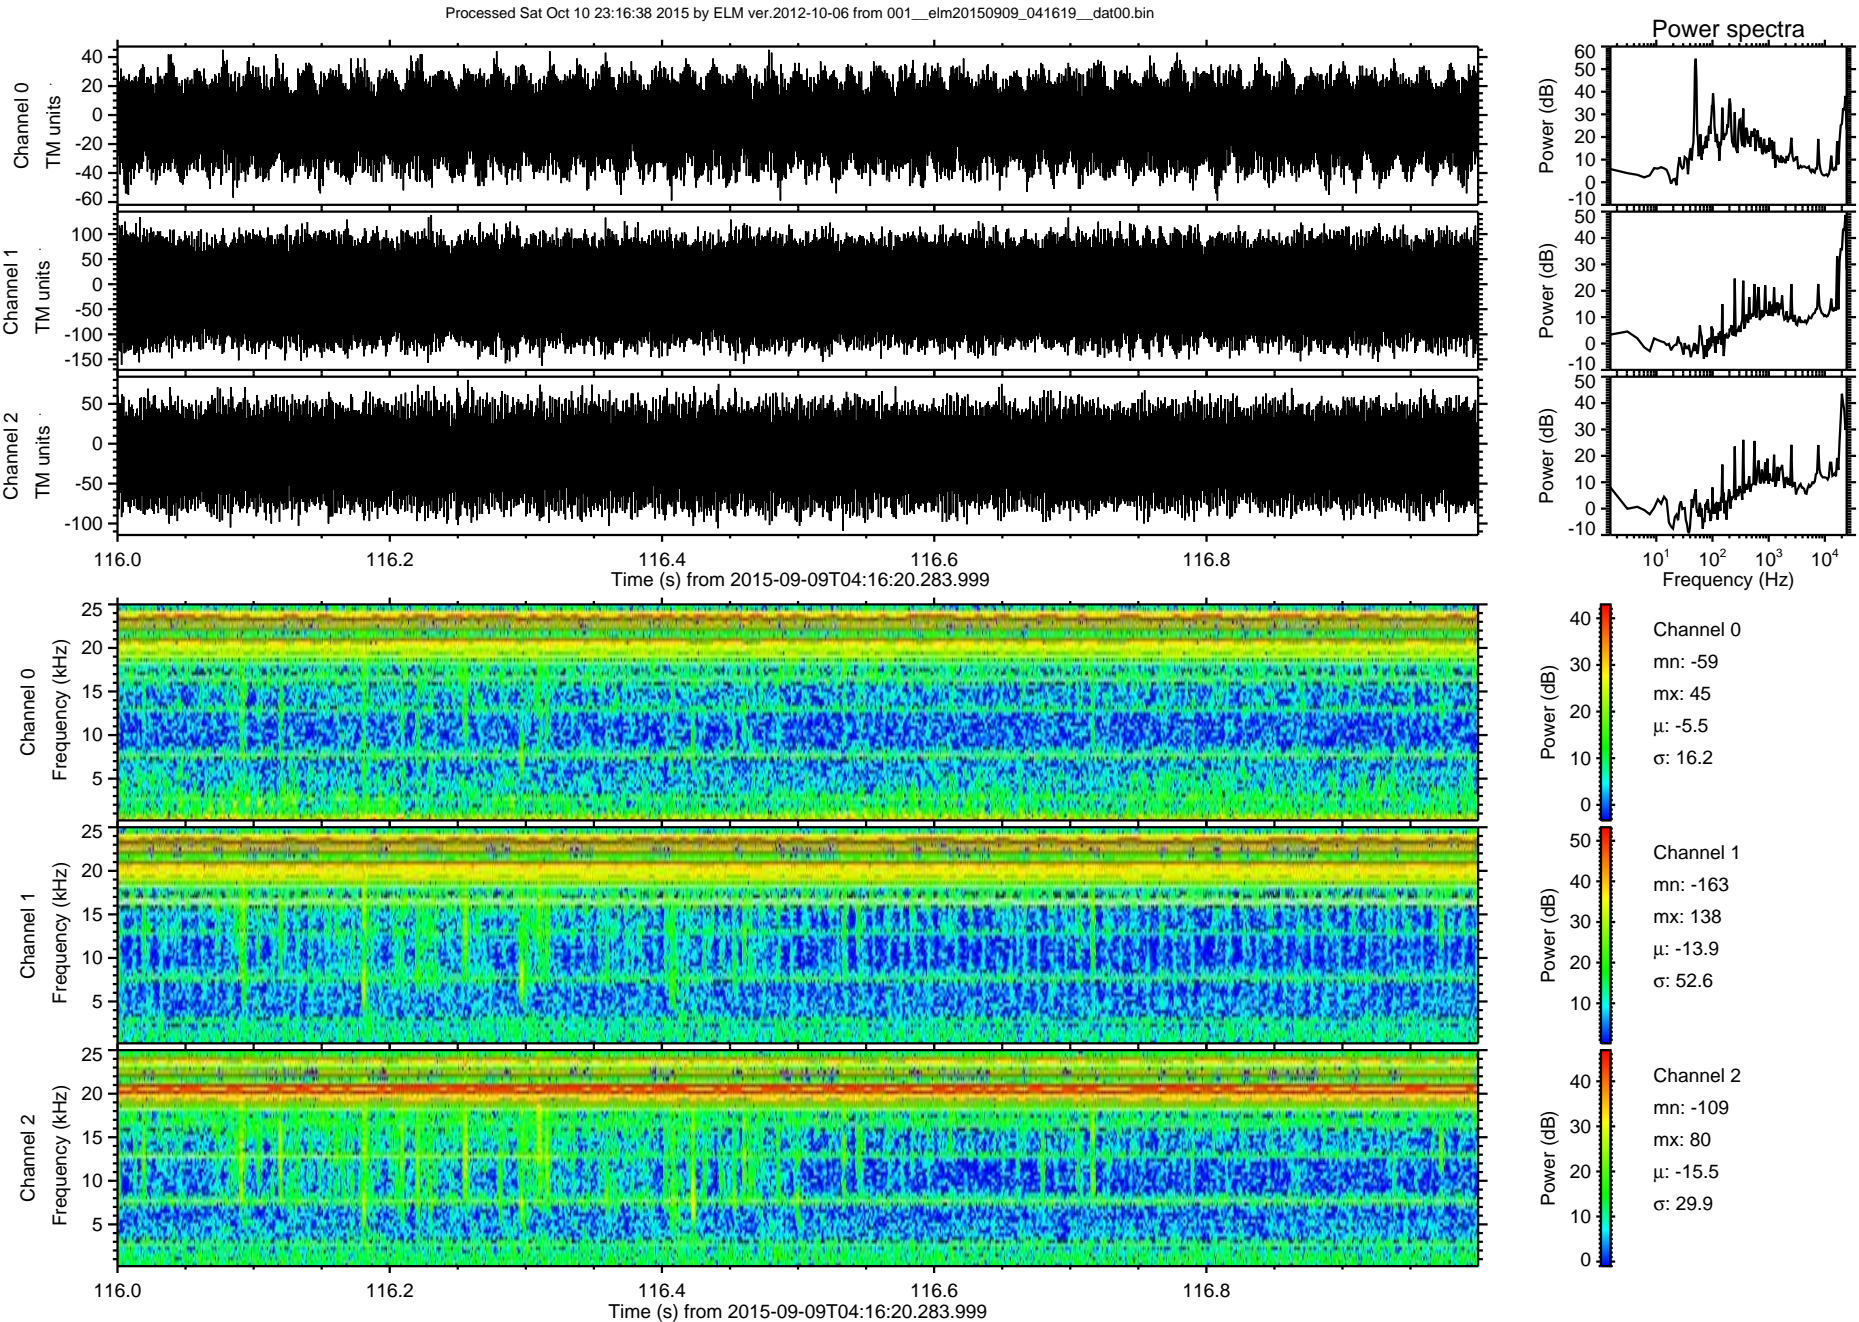 Processed Sat Oct 10 23:16:38 2015 by ELM ver.2012-10-06 from 001__elm20150909_041619__dat00.bin
Power spectra
Channel 0
TM units
40
20
0
-20
-40
-60
Power (dB)
60
50
40
30
20
10
0
-10
Channel 1
TM units
100
50
0
-50
-100
-150
Power (dB)
50
40
30
20
10
0
-10
Channel 2
TM units
50
0
-50
-100
Power (dB)
50
40
30
20
10
0
-10
116.0 116.2 116.4 116.6 116.8
Time (s) from 2015-09-09T04:16:20.283.999
10^1 10^2 10^3 10^4
Frequency (Hz)
Channel 0
Frequency (kHz)
25
20
15
10
5
Power (dB)
40
30
20
10
0
Channel 0
mn: -59
mx: 45
μ: -5.5
σ: 16.2
Channel 1
Frequency (kHz)
25
20
15
10
5
Power (dB)
50
40
30
20
10
Channel 1
mn: -163
mx: 138
μ: -13.9
σ: 52.6
Channel 2
Frequency (kHz)
25
20
15
10
5
Power (dB)
40
30
20
10
0
Channel 2
mn: -109
mx: 80
μ: -15.5
σ: 29.9
116.0 116.2 116.4 116.6 116.8
Time (s) from 2015-09-09T04:16:20.283.999